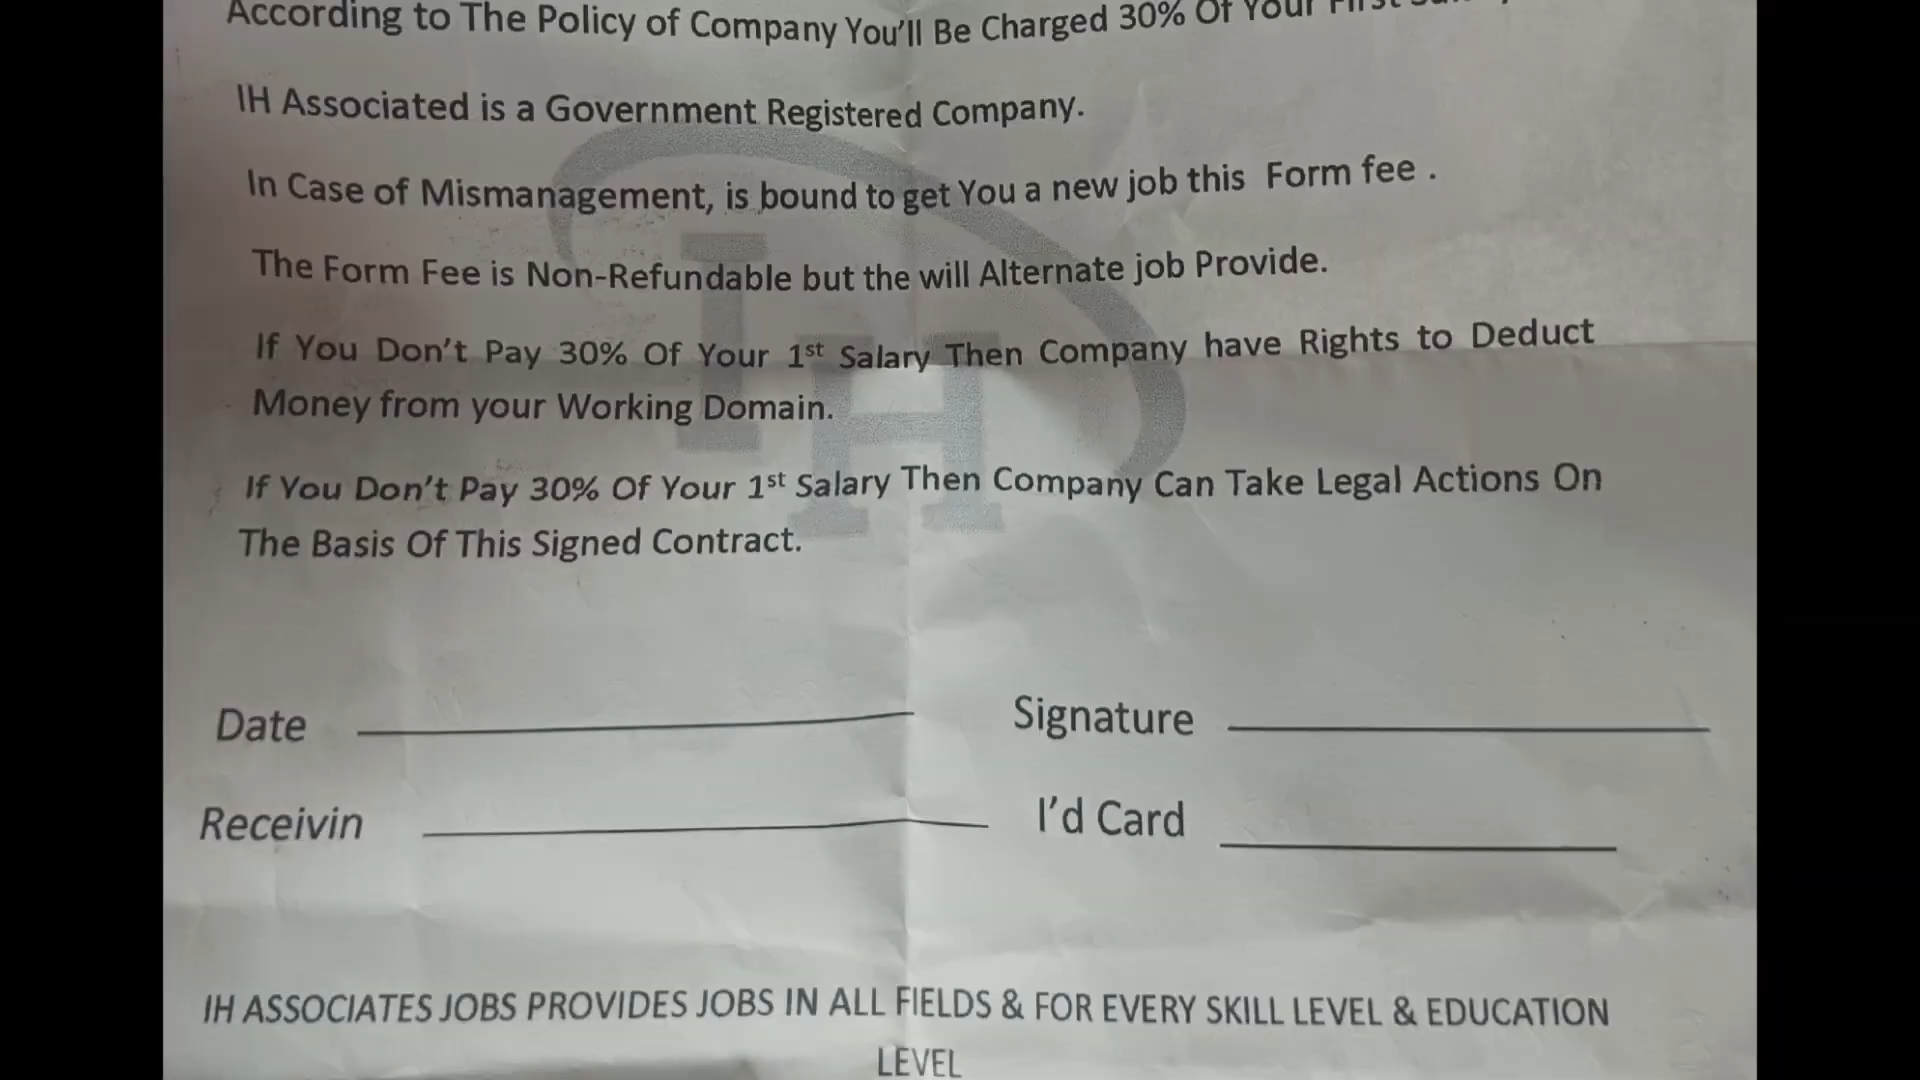 According to The Policy of Company You'll Be Charged 30% Of Your First
IH Associated is a Government Registered Company.
In Case of Mismanagement, is bound to get You a new job this Form fee .
The Form Fee is Non-Refundable but the will Alternate job Provide.
If You Don't Pay 30% Of Your 1st Salary Then Company have Rights to Deduct
Money from your Working Domain.
If You Don't Pay 30% Of Your 1st Salary Then Company Can Take Legal Actions On
The Basis Of This Signed Contract.
Date Signature
Receivin I'd Card
IH ASSOCIATES JOBS PROVIDES JOBS IN ALL FIELDS & FOR EVERY SKILL LEVEL & EDUCATION
LEVEL
IH